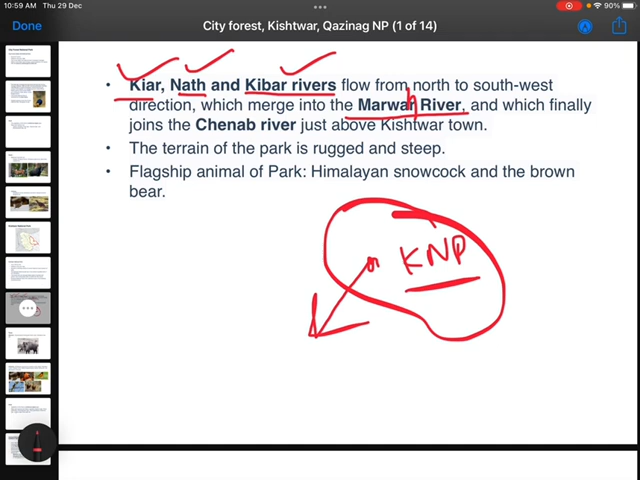 10:59 AM Thu 29 Dec
Done
City forest, Kishtwar, Qazinag NP (1 of 14)
• Kiar, Nath and Kibar rivers flow from north to south-west
direction, which merge into the Marwah River, and which finally
joins the Chenab river just above Kishtwar town.
• The terrain of the park is rugged and steep.
• Flagship animal of Park: Himalayan snowcock and the brown
bear.
KNP